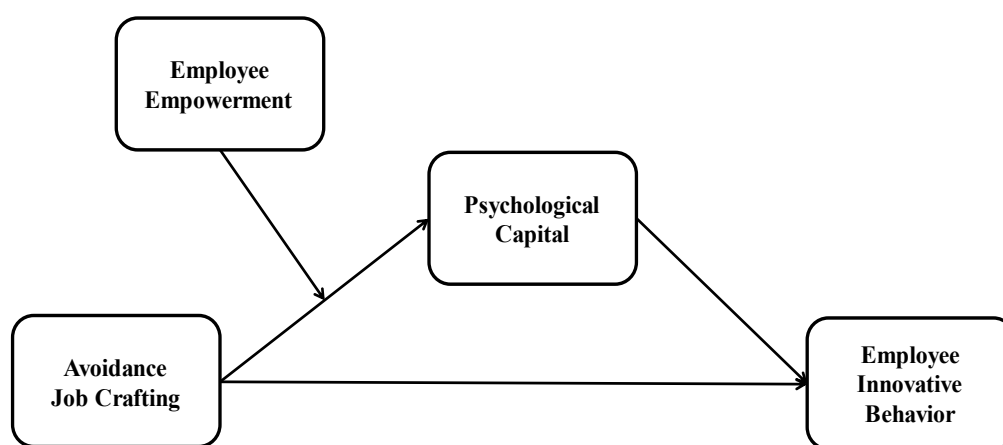 Employee
Empowerment
Psychological
Capital
Avoidance
Job Crafting
Employee
Innovative
Behavior